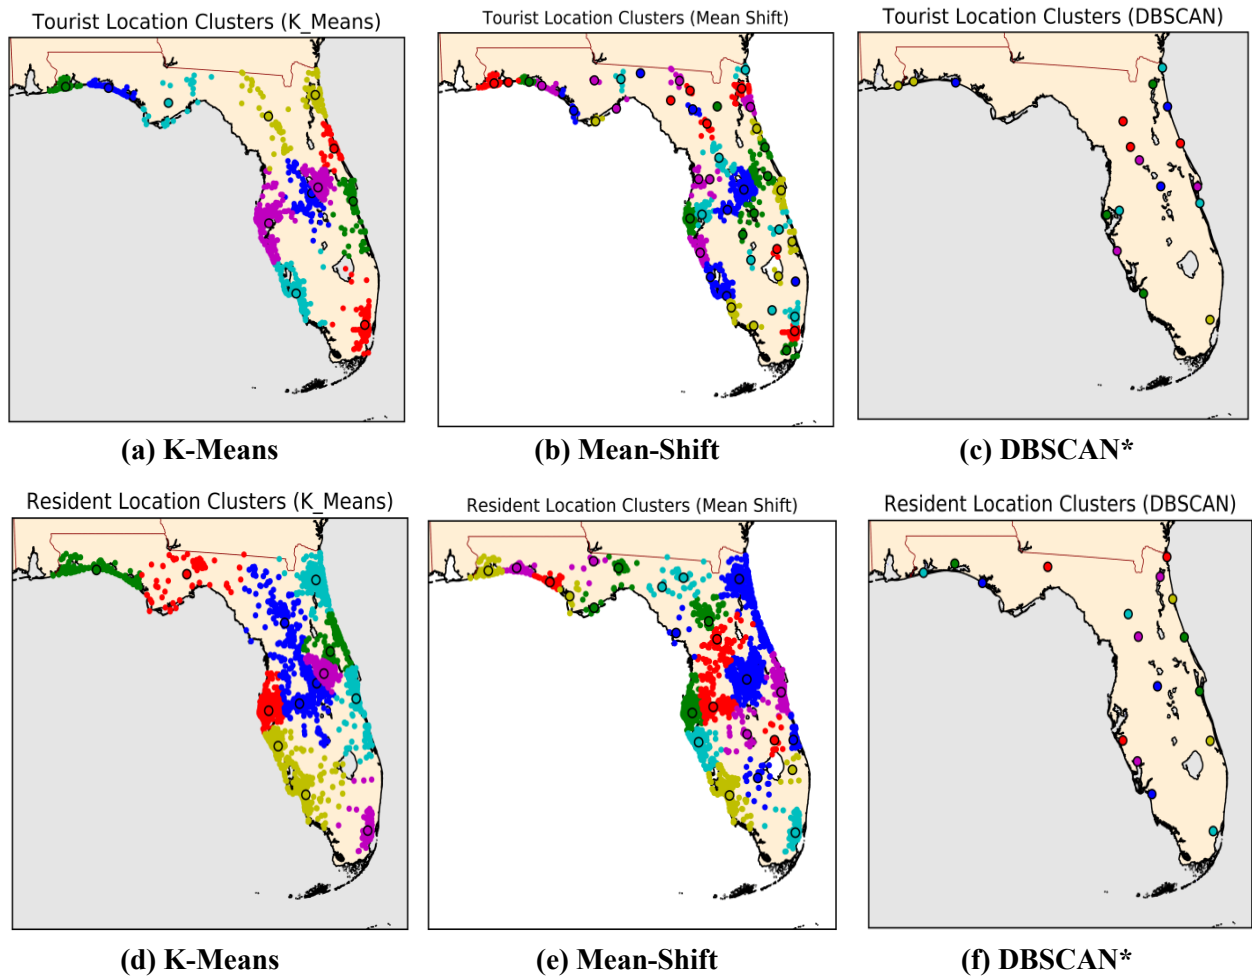 Tourist Location Clusters (K_Means)
Tourist Location Clusters (Mean Shift)
Tourist Location Clusters (DBSCAN)
(a) K-Means
(b) Mean-Shift
(c) DBSCAN*
Resident Location Clusters (K_Means)
Resident Location Clusters (Mean Shift)
Resident Location Clusters (DBSCAN)
(d) K-Means
(e) Mean-Shift
(f) DBSCAN*